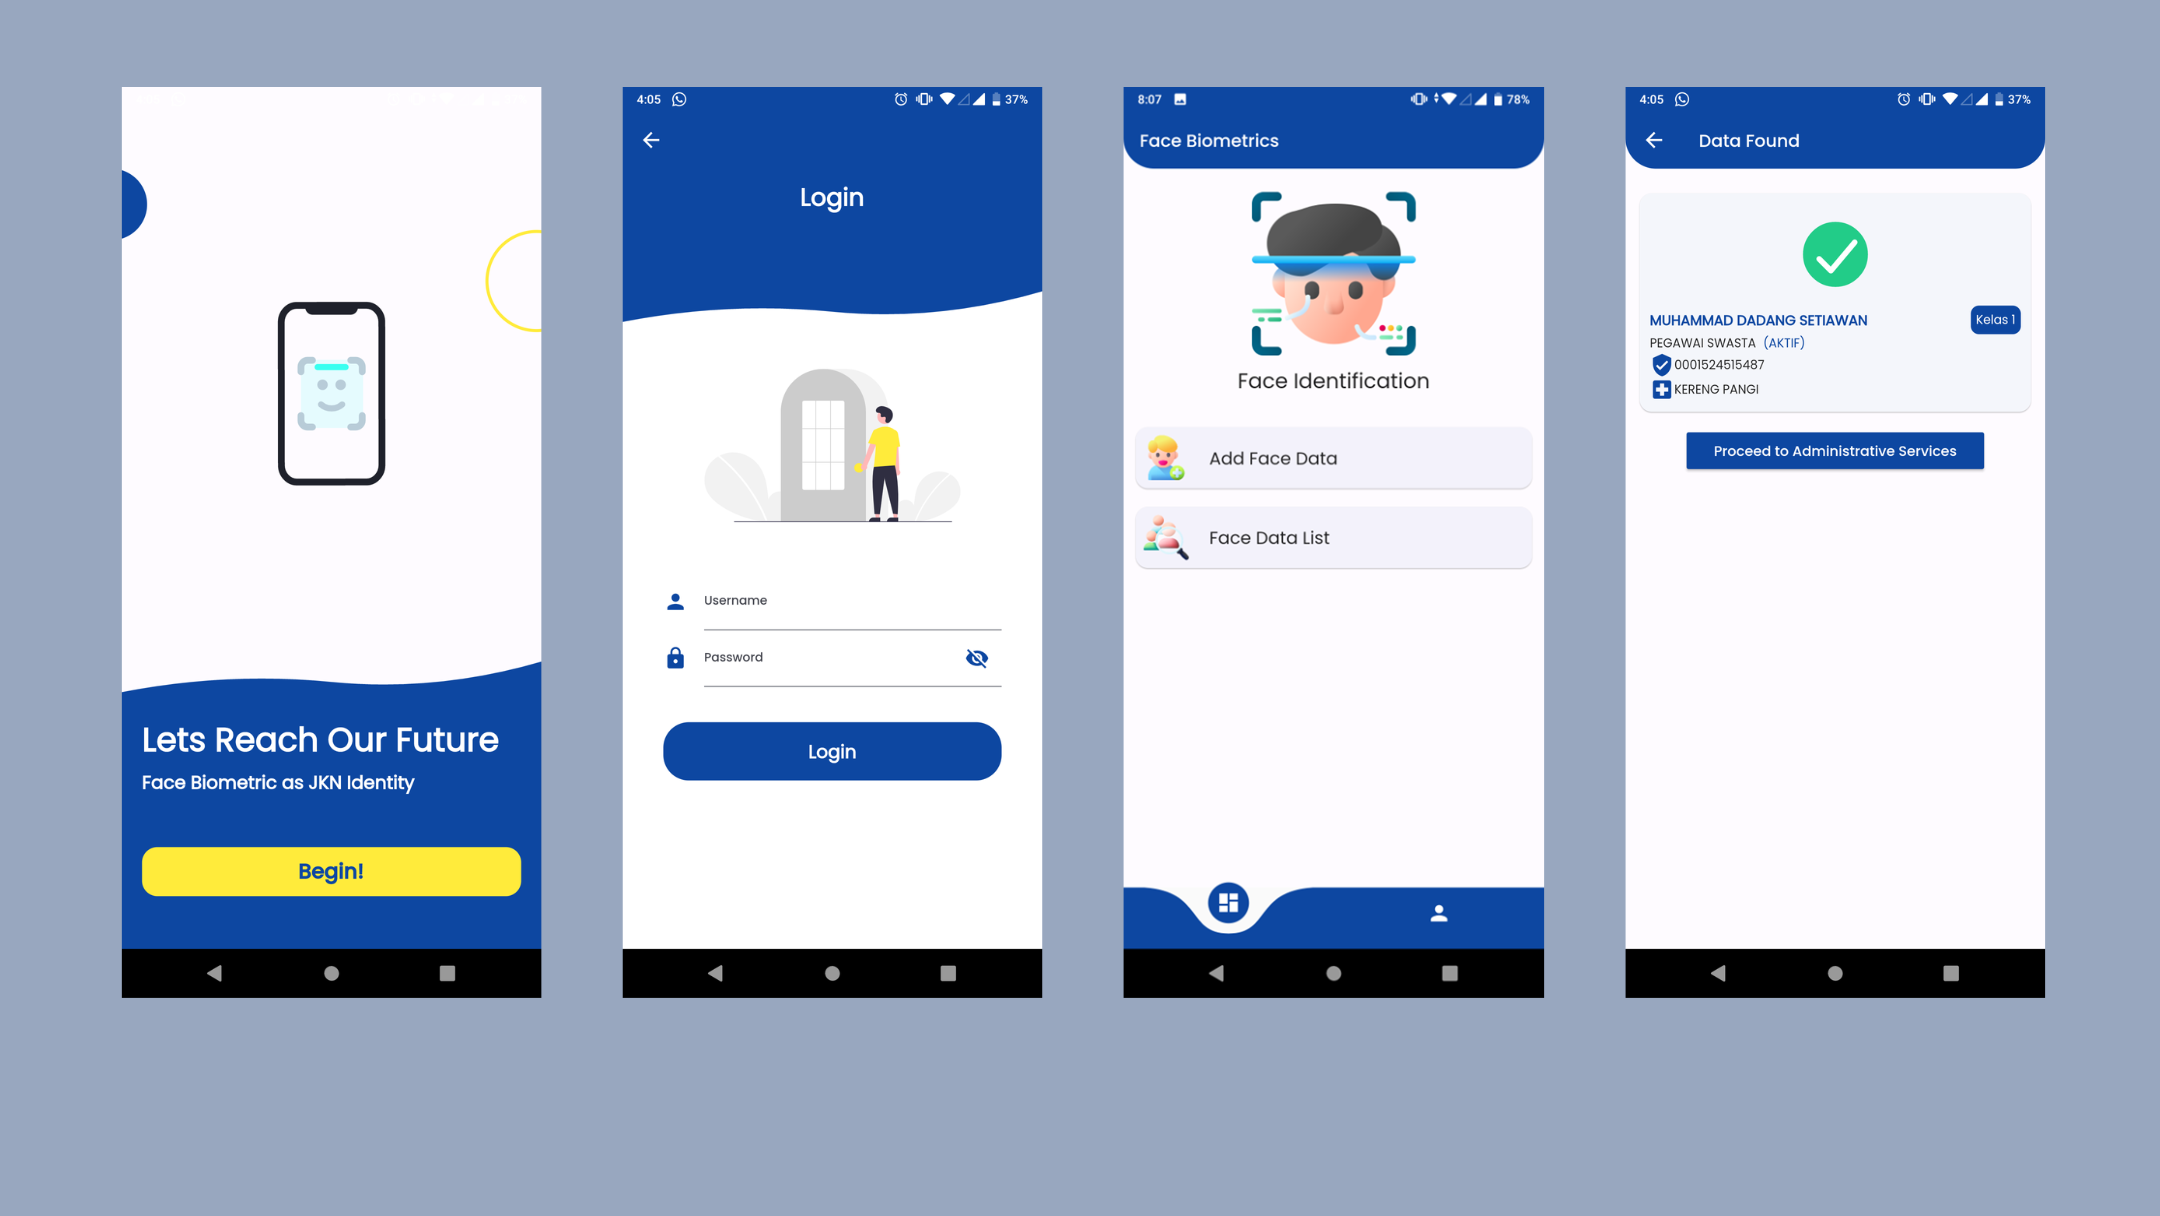 Lets Reach Our Future
Face Biometric as JKN Identity
Begin!
4:05
37%
Login
Username
Password
Login
8:07
78%
Face Biometrics
Face Identification
Add Face Data
Face Data List
4:05
37%
Data Found
MUHAMMAD DADANG SETIAWAN
Kelas 1
PEGAWAI SWASTA (AKTIF)
0001524515487
KERENG PANGI
Proceed to Administrative Services